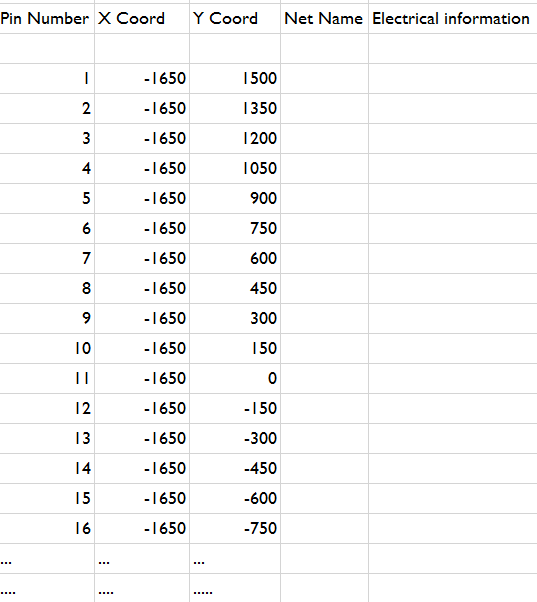 Pin Number X Coord Y Coord Net Name Electrical information
1 -1650 1500
2 -1650 1350
3 -1650 1200
4 -1650 1050
5 -1650 900
6 -1650 750
7 -1650 600
8 -1650 450
9 -1650 300
10 -1650 150
11 -1650 0
12 -1650 -150
13 -1650 -300
14 -1650 -450
15 -1650 -600
16 -1650 -750
... ... ...
.... .... .....